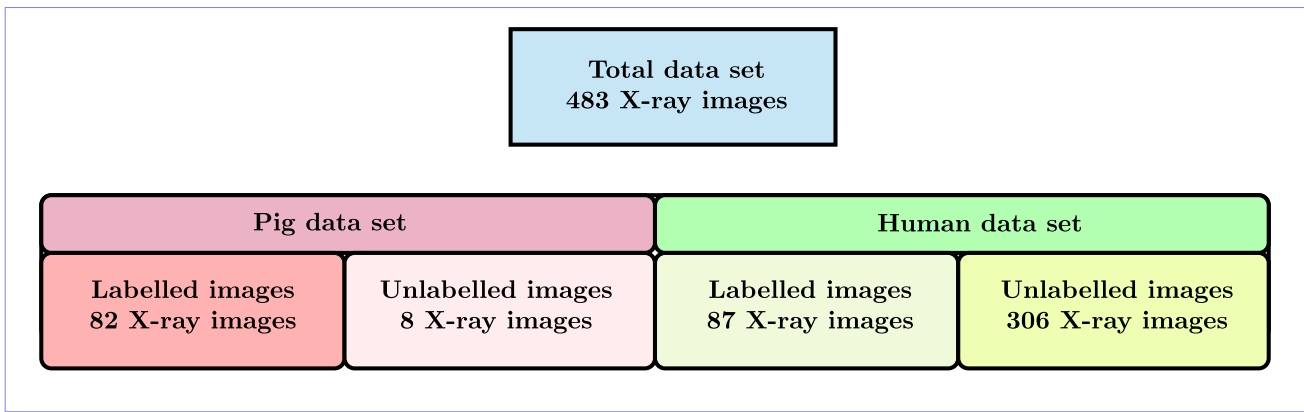 Total data set
483 X-ray images
Pig data set
Human data set
Labelled images
82 X-ray images
Unlabelled images
8 X-ray images
Labelled images
87 X-ray images
Unlabelled images
306 X-ray images